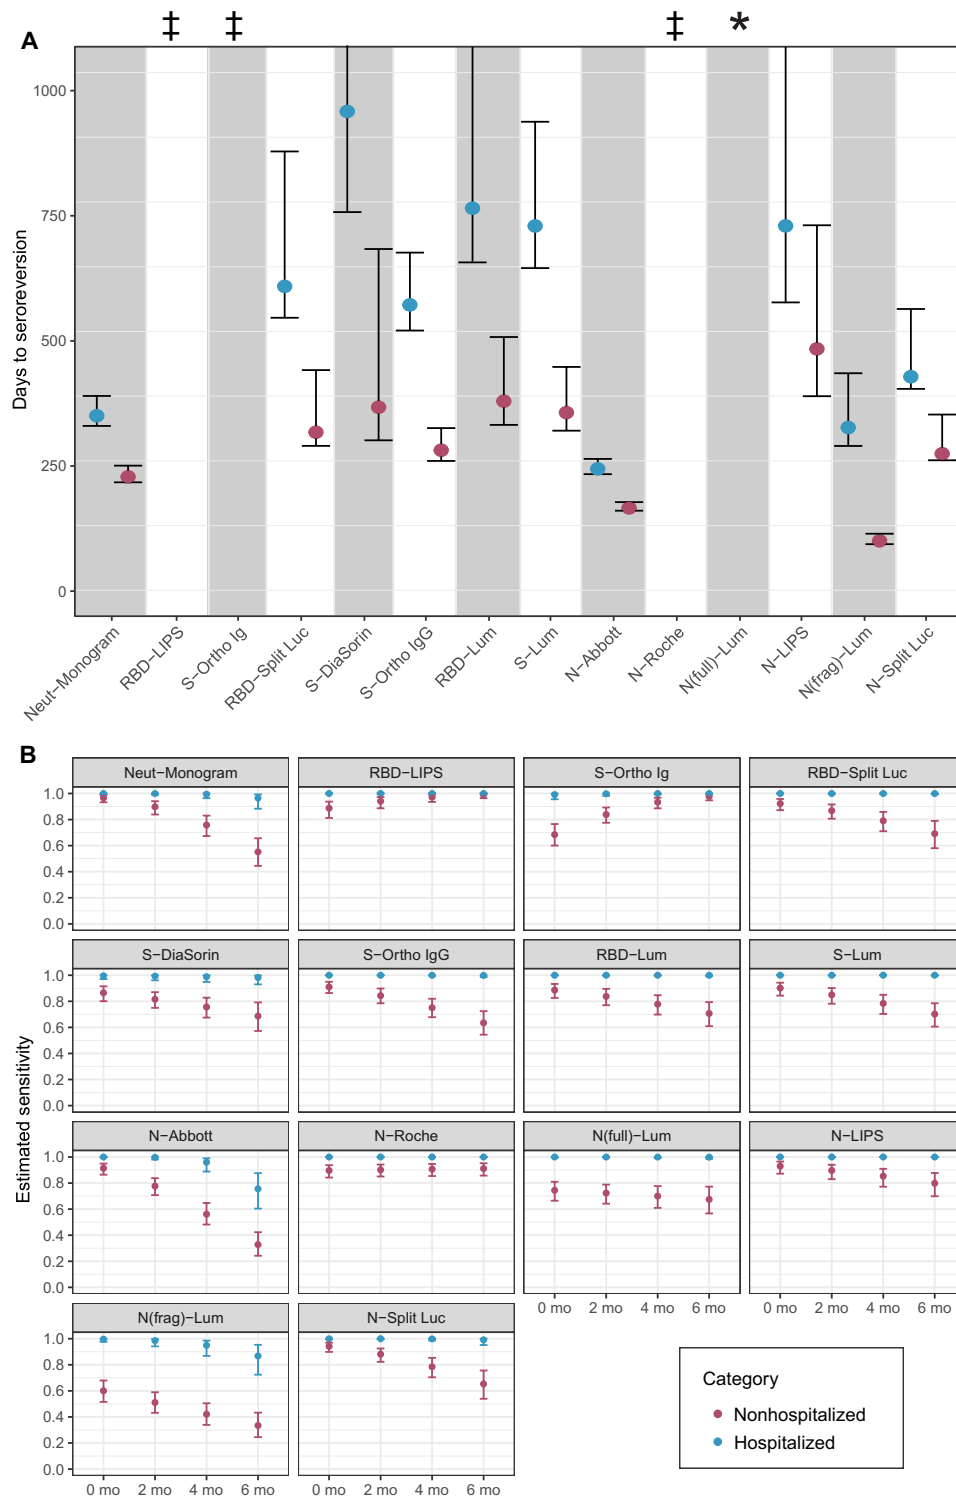 A
‡ ‡ ‡ *
Days to seroreversion
1000
750
500
250
0
Neut−Monogram
RBD−LIPS
S−Ortho Ig
RBD−Split Luc
S−DiaSorin
S−Ortho IgG
RBD−Lum
S−Lum
N−Abbott
N−Roche
N(full)−Lum
N−LIPS
N(frag)−Lum
N−Split Luc
B
Estimated sensitivity
Neut−Monogram RBD−LIPS S−Ortho Ig RBD−Split Luc
1.0
0.8
0.6
0.4
0.2
0.0
S−DiaSorin S−Ortho IgG RBD−Lum S−Lum
1.0
0.8
0.6
0.4
0.2
0.0
N−Abbott N−Roche N(full)−Lum N−LIPS
1.0
0.8
0.6
0.4
0.2
0.0
0 mo 2 mo 4 mo 6 mo 0 mo 2 mo 4 mo 6 mo
N(frag)−Lum N−Split Luc
1.0
0.8
0.6
0.4
0.2
0.0
0 mo 2 mo 4 mo 6 mo 0 mo 2 mo 4 mo 6 mo
Category
Nonhospitalized
Hospitalized